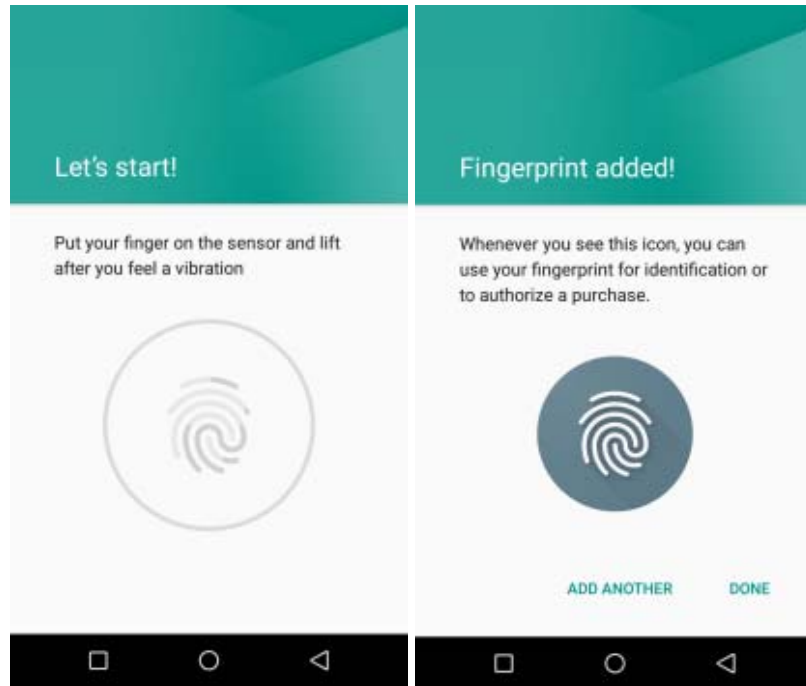 Let's start!
Put your finger on the sensor and lift
after you feel a vibration
Fingerprint added!
Whenever you see this icon, you can
use your fingerprint for identification or
to authorize a purchase.
ADD ANOTHER DONE